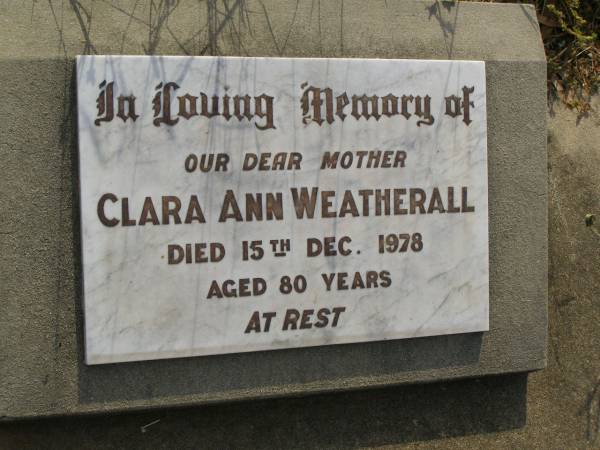 In Loving Memory of
OUR DEAR MOTHER
CLARA ANN WEATHERALL
DIED 15TH DEC. 1978
AGED 80 YEARS
AT REST